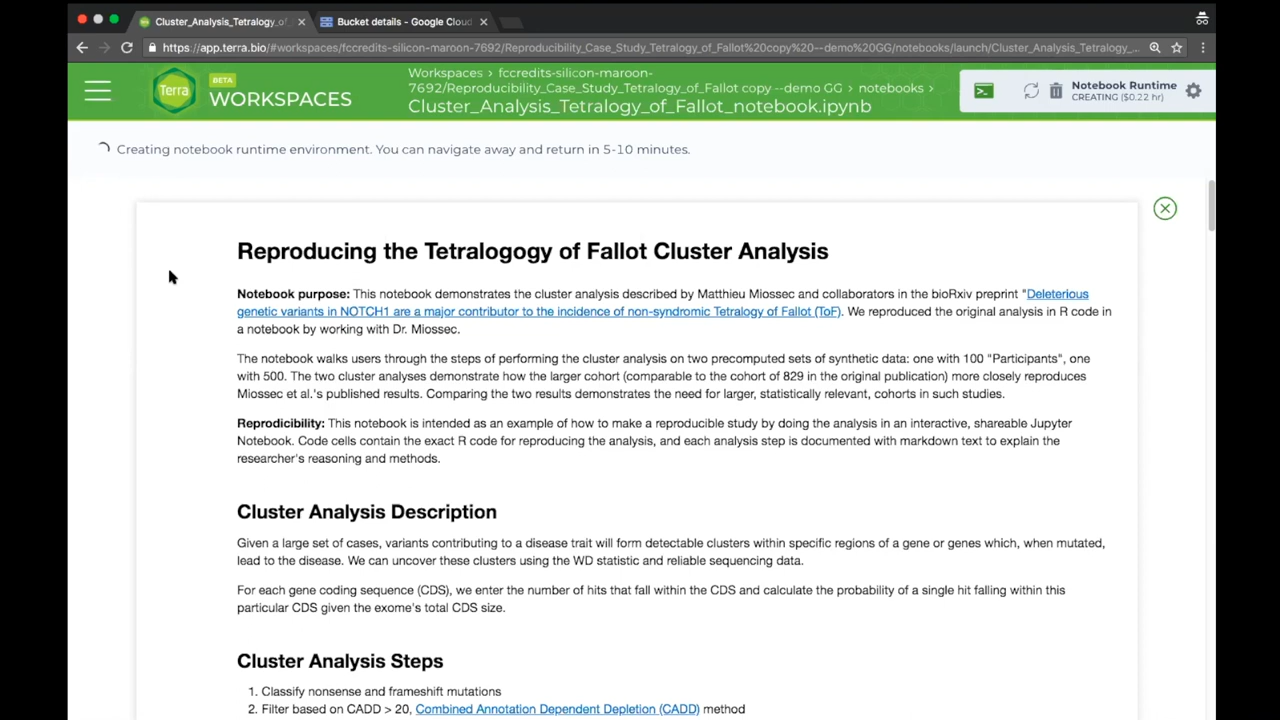 Cluster_Analysis_Tetralogy_of_
Bucket details - Google Cloud
https://app.terra.bio/#workspaces/fccredits-silicon-maroon-7692/Reproducibility_Case_Study_Tetralogy_of_Fallot%20copy%20--demo%20GG/notebooks/launch/Cluster_Analysis_Tetralogy_...
Terra
BETA
WORKSPACES
Workspaces › fccredits-silicon-maroon-
7692/Reproducibility_Case_Study_Tetralogy_of_Fallot copy --demo GG › notebooks ›
Cluster_Analysis_Tetralogy_of_Fallot_notebook.ipynb
Notebook Runtime
CREATING ($0.22 hr)
Creating notebook runtime environment. You can navigate away and return in 5-10 minutes.
Reproducing the Tetralogogy of Fallot Cluster Analysis
Notebook purpose: This notebook demonstrates the cluster analysis described by Matthieu Miossec and collaborators in the bioRxiv preprint "Deleterious
genetic variants in NOTCH1 are a major contributor to the incidence of non-syndromic Tetralogy of Fallot (ToF). We reproduced the original analysis in R code in
a notebook by working with Dr. Miossec.
The notebook walks users through the steps of performing the cluster analysis on two precomputed sets of synthetic data: one with 100 "Participants", one
with 500. The two cluster analyses demonstrate how the larger cohort (comparable to the cohort of 829 in the original publication) more closely reproduces
Miossec et al.'s published results. Comparing the two results demonstrates the need for larger, statistically relevant, cohorts in such studies.
Reprodicibility: This notebook is intended as an example of how to make a reproducible study by doing the analysis in an interactive, shareable Jupyter
Notebook. Code cells contain the exact R code for reproducing the analysis, and each analysis step is documented with markdown text to explain the
researcher's reasoning and methods.
Cluster Analysis Description
Given a large set of cases, variants contributing to a disease trait will form detectable clusters within specific regions of a gene or genes which, when mutated,
lead to the disease. We can uncover these clusters using the WD statistic and reliable sequencing data.
For each gene coding sequence (CDS), we enter the number of hits that fall within the CDS and calculate the probability of a single hit falling within this
particular CDS given the exome's total CDS size.
Cluster Analysis Steps
1. Classify nonsense and frameshift mutations
2. Filter based on CADD > 20, Combined Annotation Dependent Depletion (CADD) method